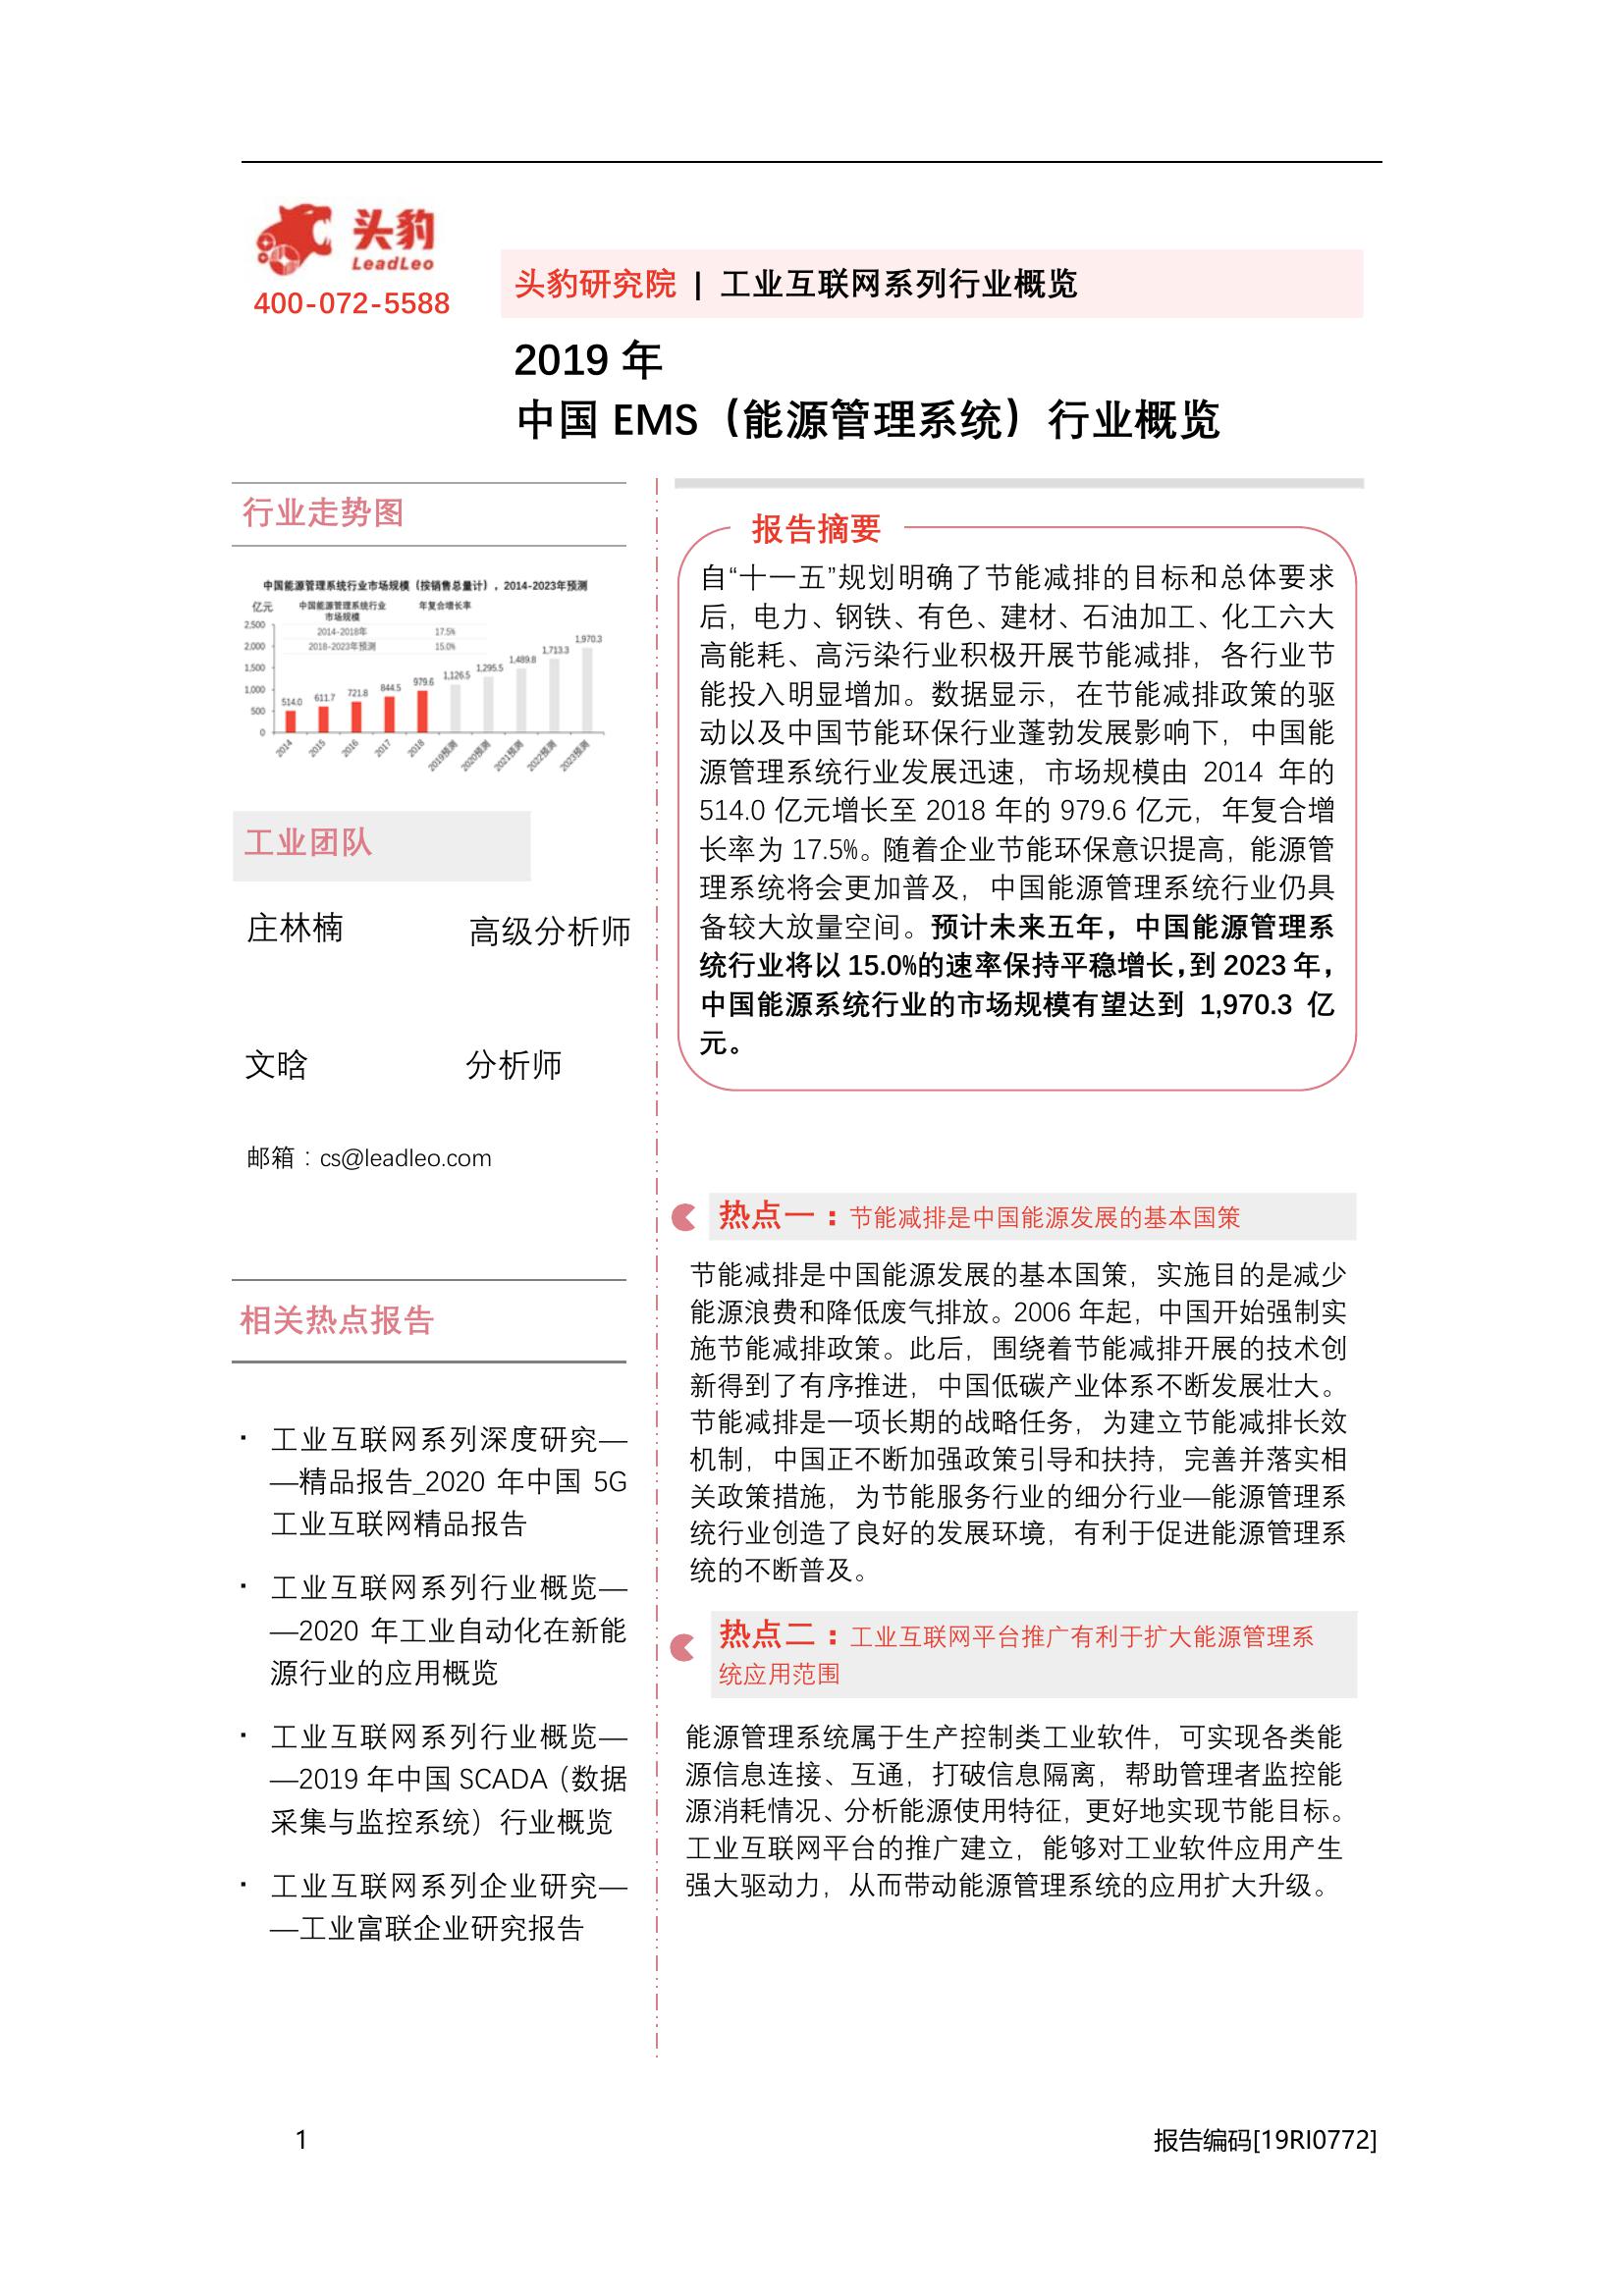 头豹
LeadLeo
400-072-5588
头豹研究院 | 工业互联网系列行业概览
2019 年
中国 EMS（能源管理系统）行业概览
行业走势图
中国能源管理系统行业市场规模（按销售总量计），2014-2023年预测
亿元
中国能源管理系统行业 年复合增长率
市场规模
2014-2018年 17.5%
2018-2023年预测 15.0%
2,500
2,000
1,500
1,000
500
0
514.0
611.7
721.8
844.5
979.6
1,126.5
1,295.5
1,489.8
1,713.3
1,970.3
2014
2015
2016
2017
2018
2019预测
2020预测
2021预测
2022预测
2023预测
工业团队
庄林楠 高级分析师
文晗 分析师
邮箱：cs@leadleo.com
相关热点报告
· 工业互联网系列深度研究—
—精品报告_2020 年中国 5G
工业互联网精品报告
· 工业互联网系列行业概览—
—2020 年工业自动化在新能
源行业的应用概览
· 工业互联网系列行业概览—
—2019 年中国 SCADA（数据
采集与监控系统）行业概览
· 工业互联网系列企业研究—
—工业富联企业研究报告
报告摘要
自“十一五”规划明确了节能减排的目标和总体要求
后，电力、钢铁、有色、建材、石油加工、化工六大
高能耗、高污染行业积极开展节能减排，各行业节
能投入明显增加。数据显示，在节能减排政策的驱
动以及中国节能环保行业蓬勃发展影响下，中国能
源管理系统行业发展迅速，市场规模由 2014 年的
514.0 亿元增长至 2018 年的 979.6 亿元，年复合增
长率为 17.5%。随着企业节能环保意识提高，能源管
理系统将会更加普及，中国能源管理系统行业仍具
备较大放量空间。预计未来五年，中国能源管理系
统行业将以 15.0%的速率保持平稳增长，到 2023 年，
中国能源系统行业的市场规模有望达到 1,970.3 亿
元。
热点一：节能减排是中国能源发展的基本国策
节能减排是中国能源发展的基本国策，实施目的是减少
能源浪费和降低废气排放。2006 年起，中国开始强制实
施节能减排政策。此后，围绕着节能减排开展的技术创
新得到了有序推进，中国低碳产业体系不断发展壮大。
节能减排是一项长期的战略任务，为建立节能减排长效
机制，中国正不断加强政策引导和扶持，完善并落实相
关政策措施，为节能服务行业的细分行业—能源管理系
统行业创造了良好的发展环境，有利于促进能源管理系
统的不断普及。
热点二：工业互联网平台推广有利于扩大能源管理系
统应用范围
能源管理系统属于生产控制类工业软件，可实现各类能
源信息连接、互通，打破信息隔离，帮助管理者监控能
源消耗情况、分析能源使用特征，更好地实现节能目标。
工业互联网平台的推广建立，能够对工业软件应用产生
强大驱动力，从而带动能源管理系统的应用扩大升级。
1
报告编码[19RI0772]